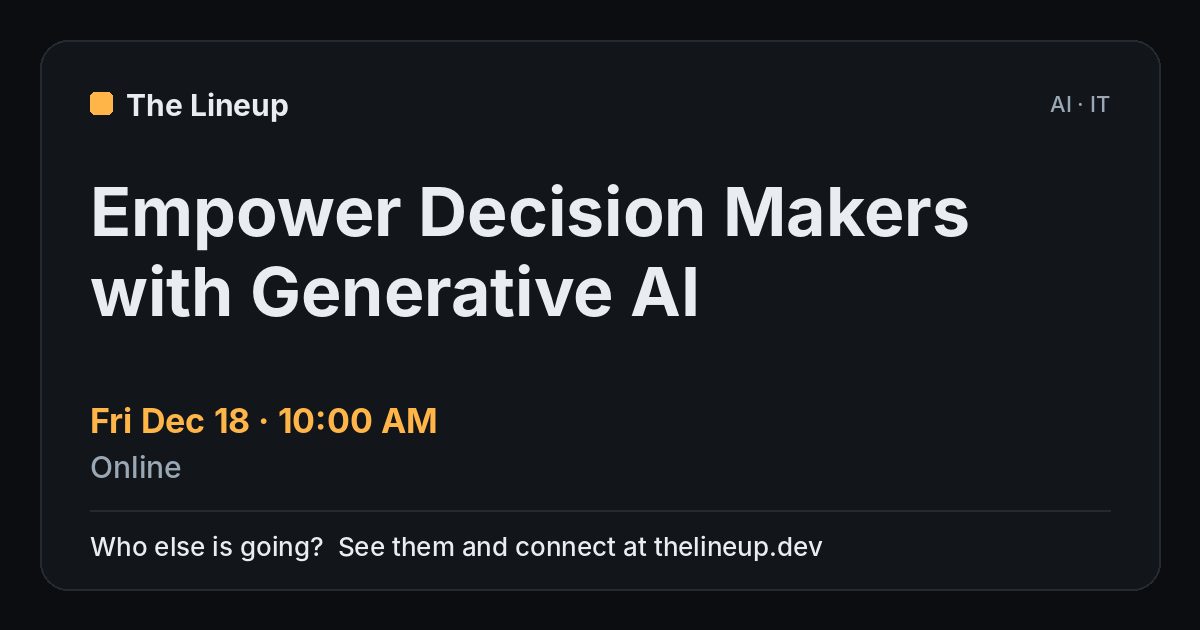 The Lineup
AI · IT
Empower Decision Makers
with Generative AI
Fri Dec 18 · 10:00 AM
Online
Who else is going? See them and connect at thelineup.dev